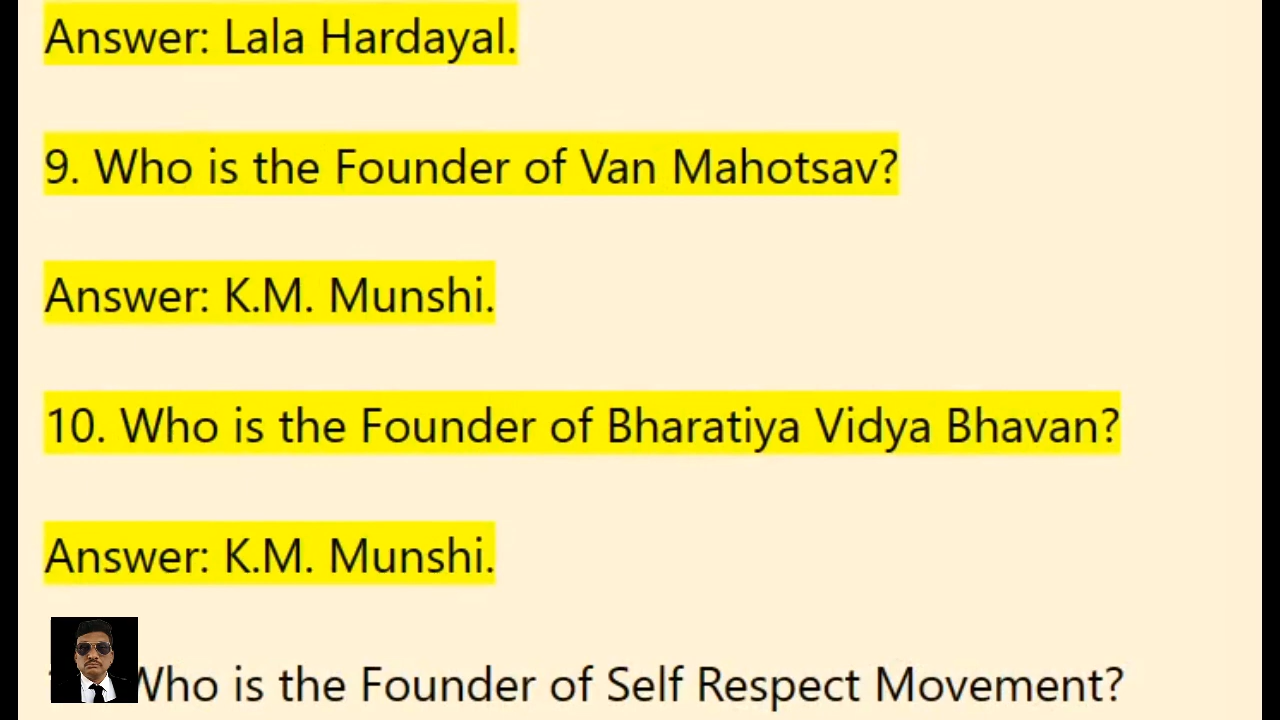 Answer: Lala Hardayal.
9. Who is the Founder of Van Mahotsav?
Answer: K.M. Munshi.
10. Who is the Founder of Bharatiya Vidya Bhavan?
Answer: K.M. Munshi.
Who is the Founder of Self Respect Movement?